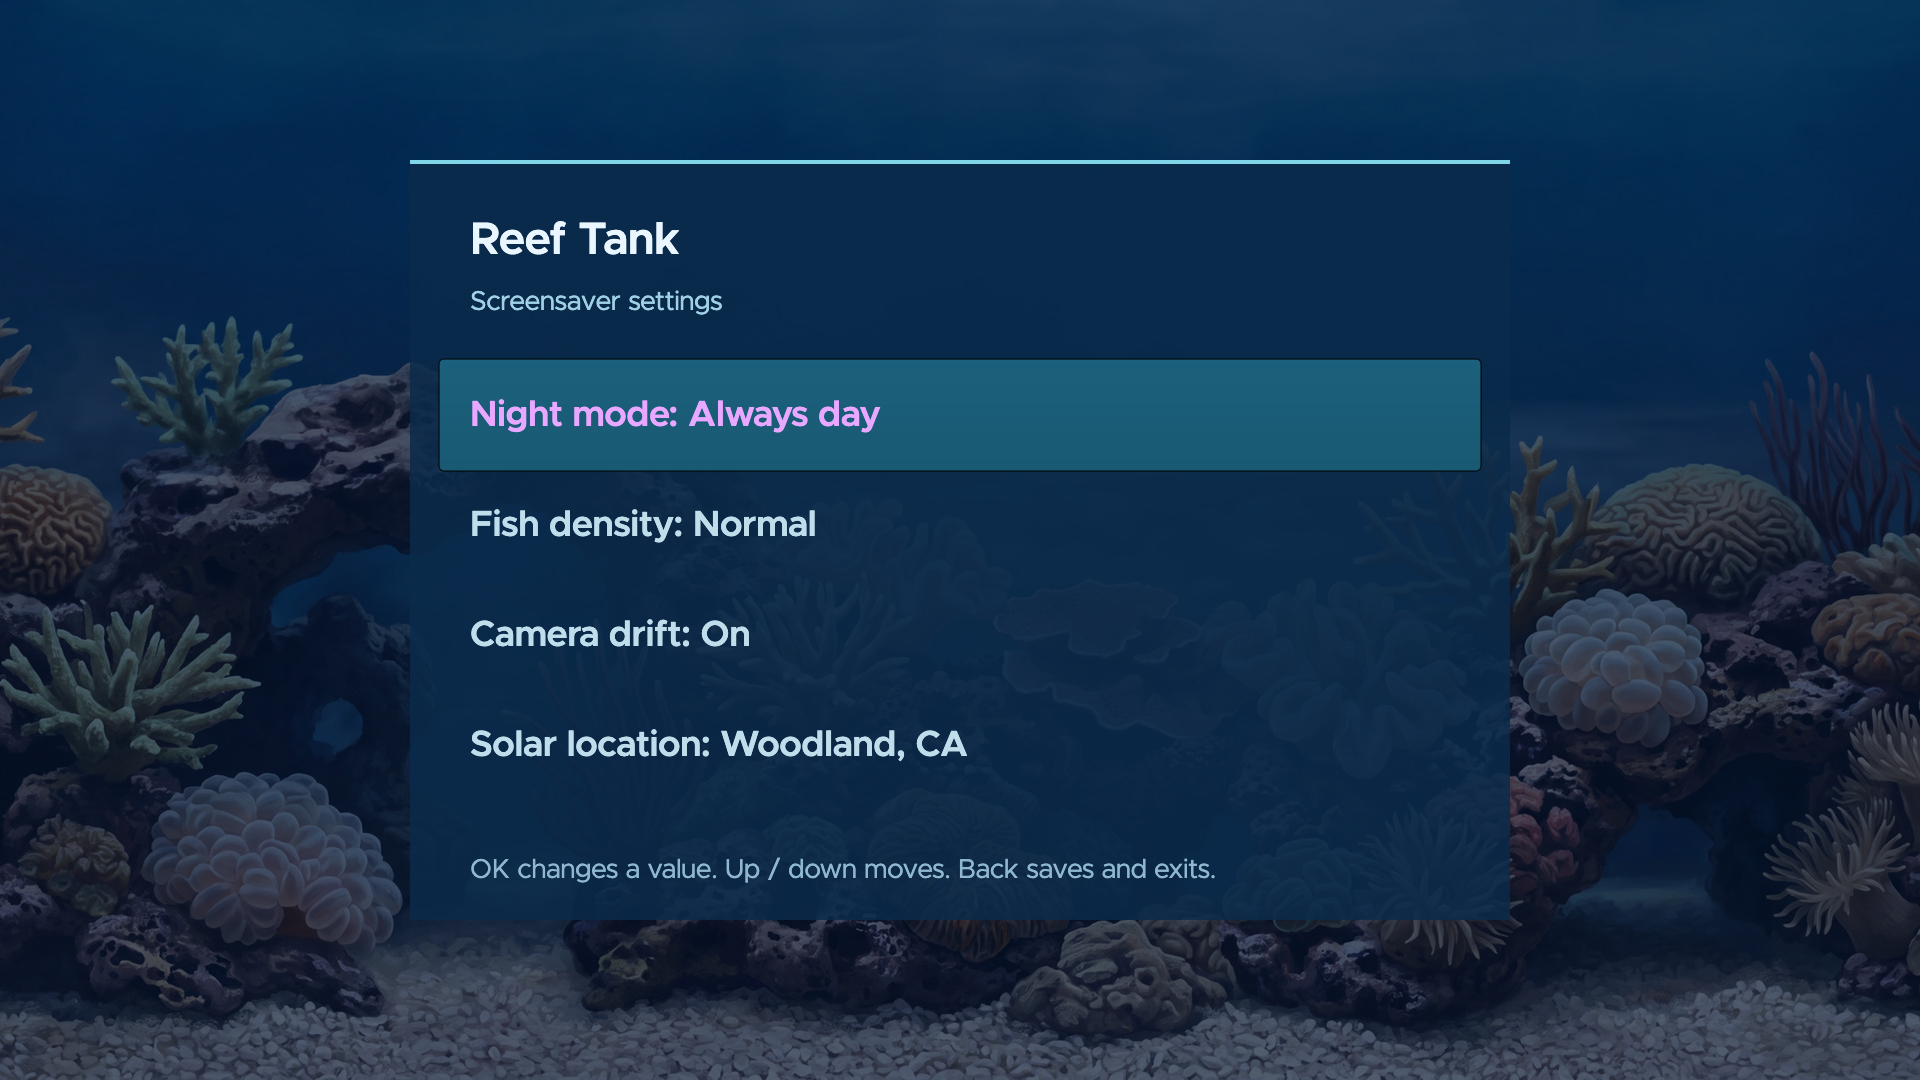 Reef Tank
Screensaver settings
Night mode: Always day
Fish density: Normal
Camera drift: On
Solar location: Woodland, CA
OK changes a value. Up / down moves. Back saves and exits.